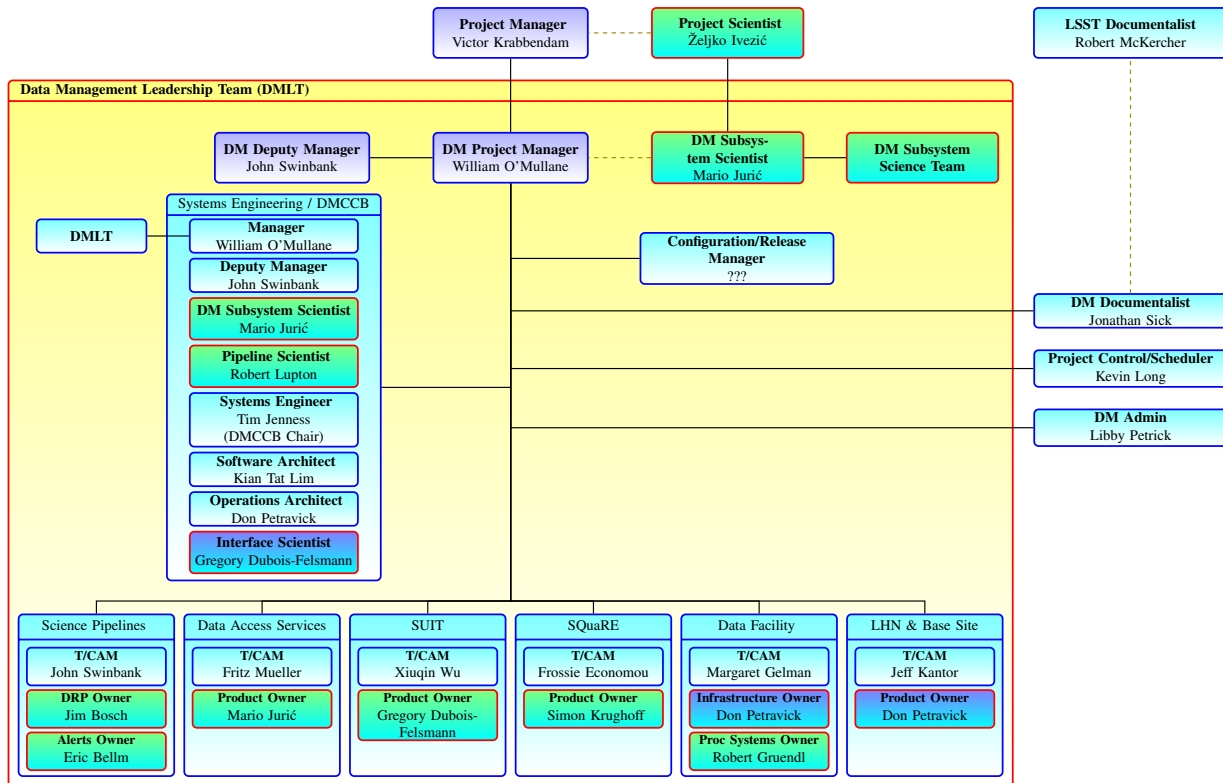 Project Manager
Victor Krabbendam
Project Scientist
Željko Ivezić
LSST Documentalist
Robert McKercher
Data Management Leadership Team (DMLT)
DM Deputy Manager
John Swinbank
DM Project Manager
William O’Mullane
DM Subsys-
tem Scientist
Mario Jurić
DM Subsystem
Science Team
Systems Engineering / DMCCB
DMLT
Manager
William O’Mullane
Deputy Manager
John Swinbank
DM Subsystem Scientist
Mario Jurić
Pipeline Scientist
Robert Lupton
Systems Engineer
Tim Jenness
(DMCCB Chair)
Software Architect
Kian Tat Lim
Operations Architect
Don Petravick
Interface Scientist
Gregory Dubois-Felsmann
Configuration/Release
Manager
???
DM Documentalist
Jonathan Sick
Project Control/Scheduler
Kevin Long
DM Admin
Libby Petrick
Science Pipelines
T/CAM
John Swinbank
DRP Owner
Jim Bosch
Alerts Owner
Eric Bellm
Data Access Services
T/CAM
Fritz Mueller
Product Owner
Mario Jurić
SUIT
T/CAM
Xiuqin Wu
Product Owner
Gregory Dubois-
Felsmann
SQuaRE
T/CAM
Frossie Economou
Product Owner
Simon Krughoff
Data Facility
T/CAM
Margaret Gelman
Infrastructure Owner
Don Petravick
Proc Systems Owner
Robert Gruendl
LHN & Base Site
T/CAM
Jeff Kantor
Product Owner
Don Petravick